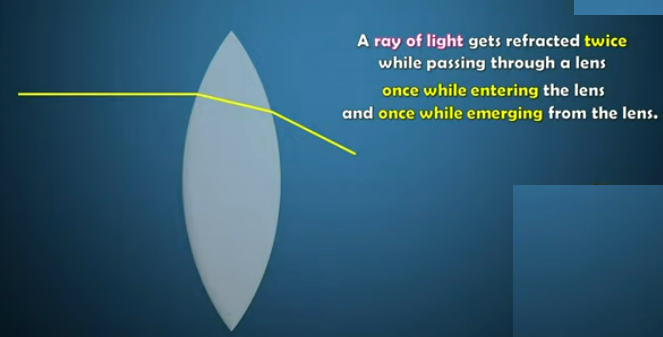 A ray of light gets refracted twice
while passing through a lens
once while entering the lens
and once while emerging from the lens.